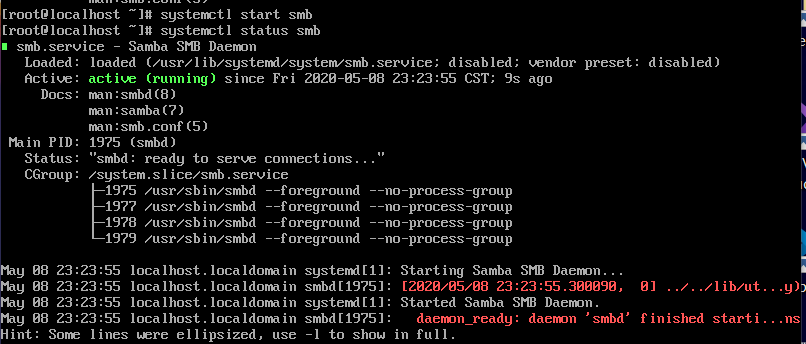 man:smb.conf(5)
[root@localhost ~]# systemctl start smb
[root@localhost ~]# systemctl status smb
smb.service - Samba SMB Daemon
Loaded: loaded (/usr/lib/systemd/system/smb.service; disabled; vendor preset: disabled)
Active: active (running) since Fri 2020-05-08 23:23:55 CST; 9s ago
Docs: man:smbd(8)
man:samba(7)
man:smb.conf(5)
Main PID: 1975 (smbd)
Status: "smbd: ready to serve connections..."
CGroup: /system.slice/smb.service
├─1975 /usr/sbin/smbd --foreground --no-process-group
├─1977 /usr/sbin/smbd --foreground --no-process-group
├─1978 /usr/sbin/smbd --foreground --no-process-group
└─1979 /usr/sbin/smbd --foreground --no-process-group
May 08 23:23:55 localhost.localdomain systemd[1]: Starting Samba SMB Daemon...
May 08 23:23:55 localhost.localdomain smbd[1975]: [2020/05/08 23:23:55.300090, 0] ../../lib/ut...y)
May 08 23:23:55 localhost.localdomain systemd[1]: Started Samba SMB Daemon.
May 08 23:23:55 localhost.localdomain smbd[1975]: daemon_ready: daemon 'smbd' finished starti...ns
Hint: Some lines were ellipsized, use -l to show in full.